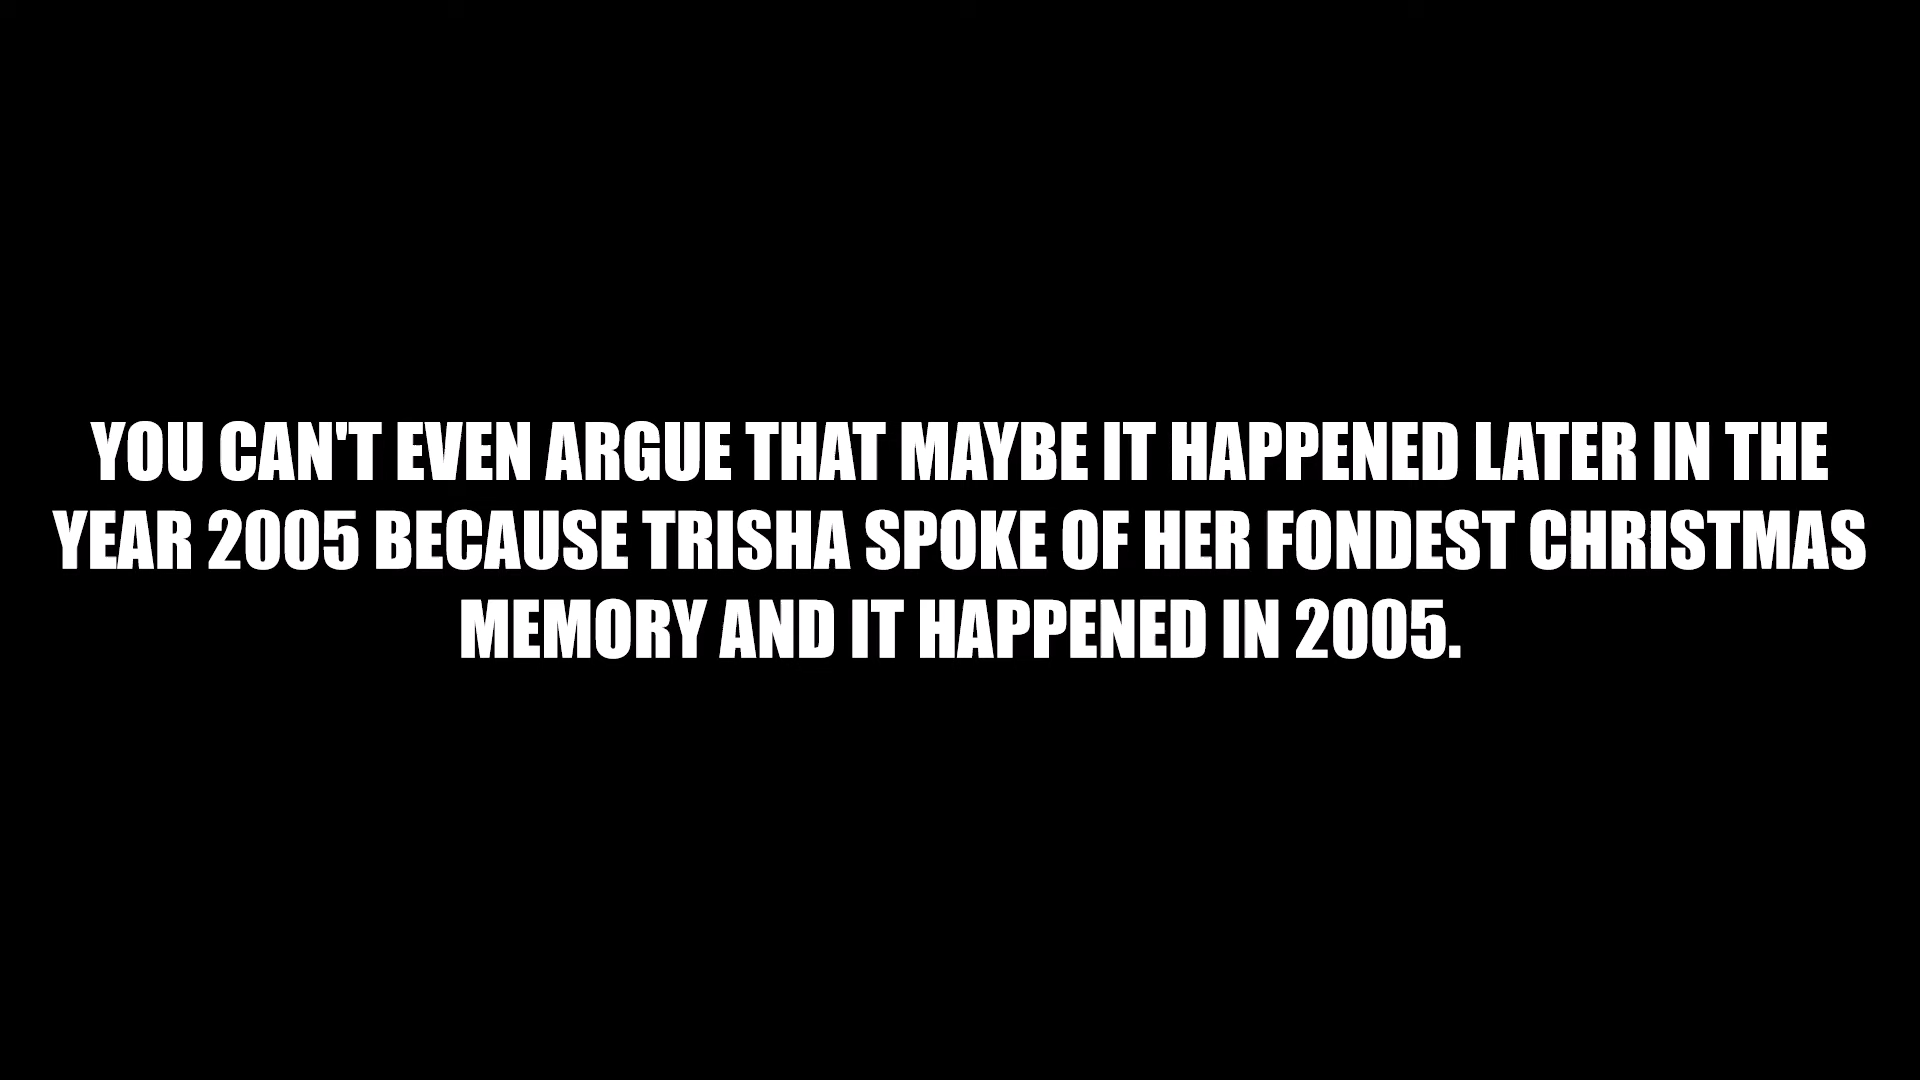 YOU CAN'T EVEN ARGUE THAT MAYBE IT HAPPENED LATER IN THE
YEAR 2005 BECAUSE TRISHA SPOKE OF HER FONDEST CHRISTMAS
MEMORY AND IT HAPPENED IN 2005.